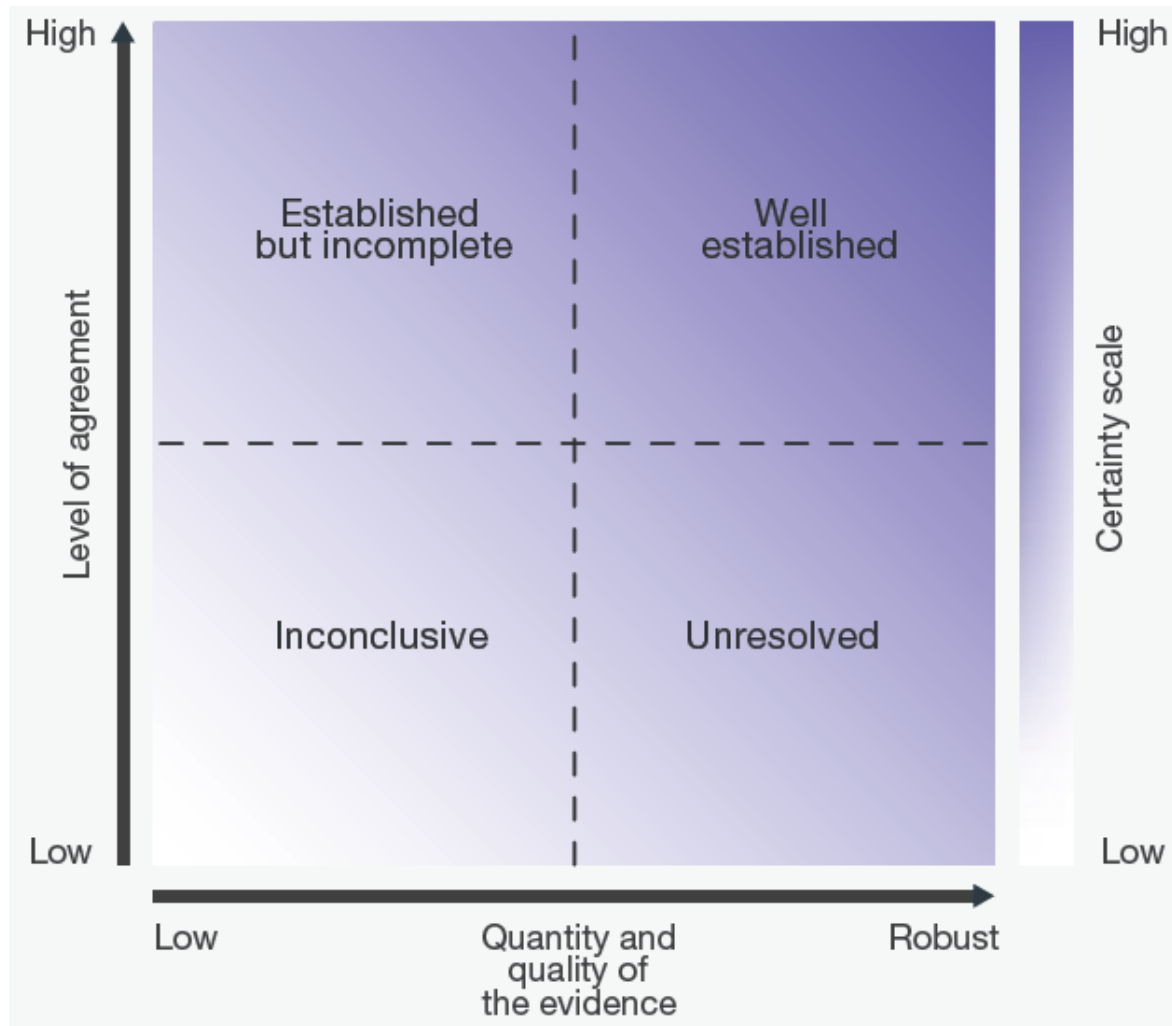 High
High
Established
but incomplete
Well
established
Level of agreement
Certainty scale
Inconclusive
Unresolved
Low
Low
Low
Quantity and
quality of
the evidence
Robust